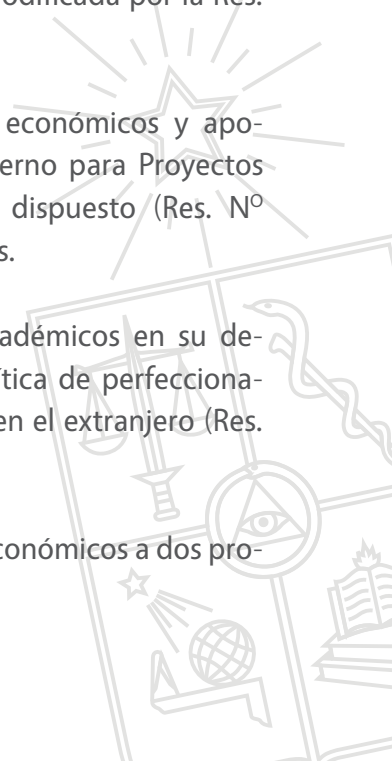 modificada por la Res.
económicos y apo-
erno para Proyectos
dispuesto (Res. Nº
s.
adémicos en su de-
ítica de perfecciona-
en el extranjero (Res.
conómicos a dos pro-